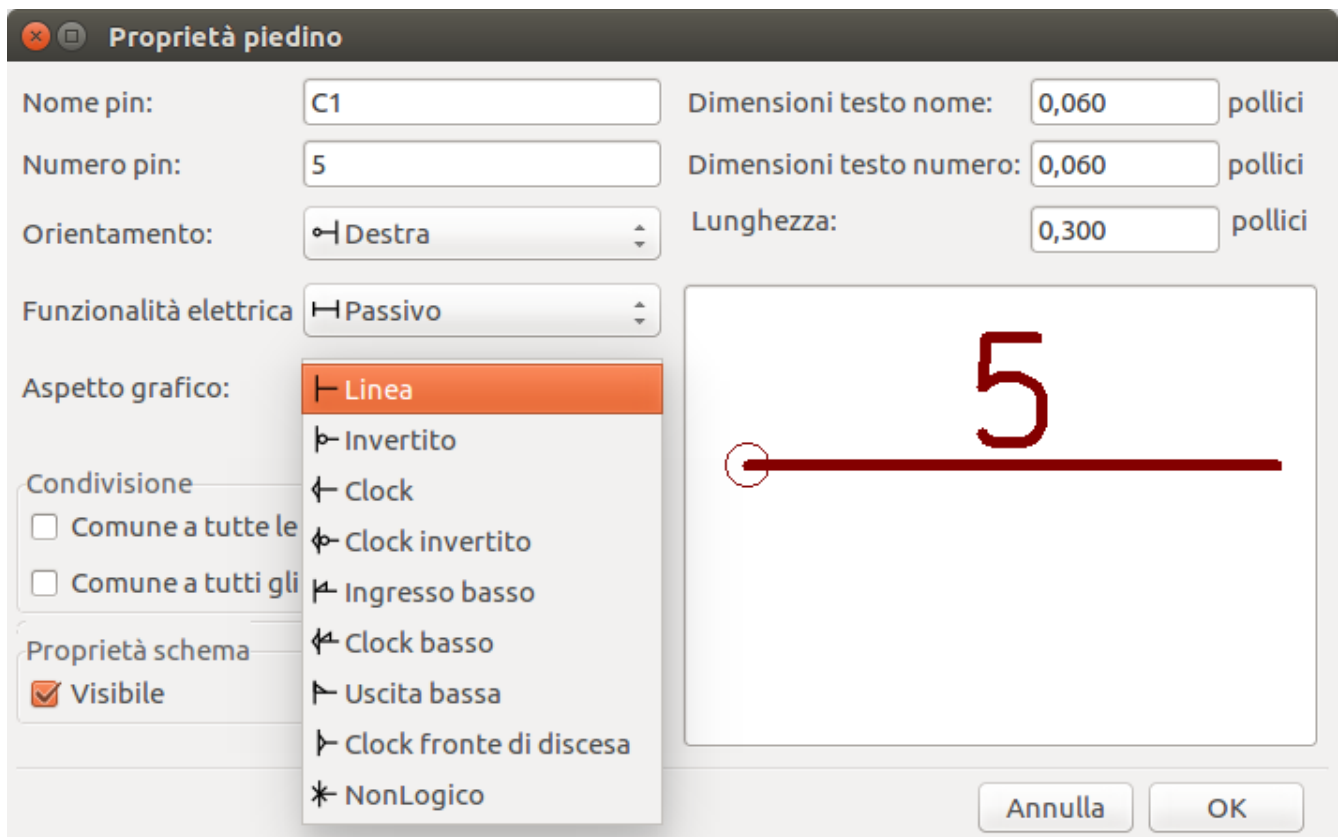 Proprietà piedino
Nome pin: C1
Dimensioni testo nome: 0,060 pollici
Numero pin: 5
Dimensioni testo numero: 0,060 pollici
Orientamento: Destra
Lunghezza: 0,300 pollici
Funzionalità elettrica Passivo
5
Aspetto grafico:
Linea
Invertito
Clock
Clock invertito
Ingresso basso
Clock basso
Uscita bassa
Clock fronte di discesa
NonLogico
Condivisione
Comune a tutte le
Comune a tutti gli
Proprietà schema
Visibile
Annulla OK